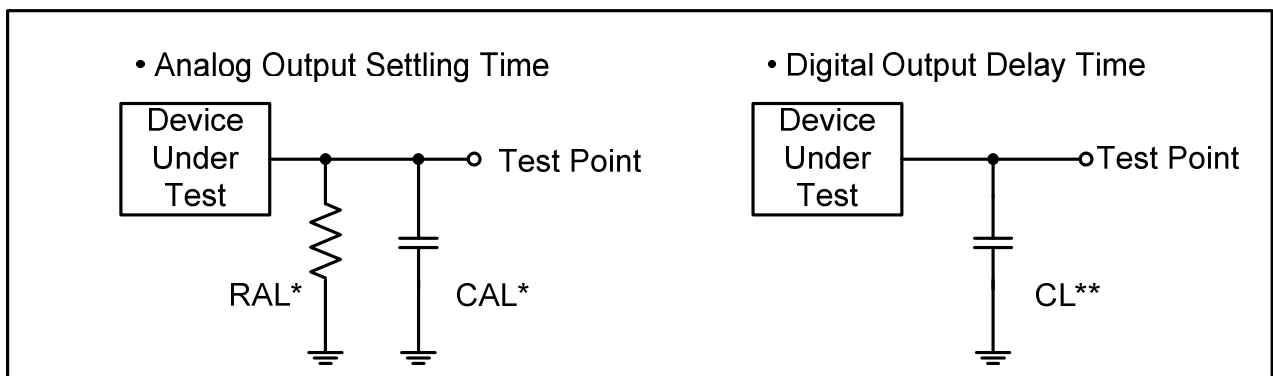 • Analog Output Settling Time
Device
Under
Test
Test Point
RAL*
CAL*
• Digital Output Delay Time
Device
Under
Test
Test Point
CL**